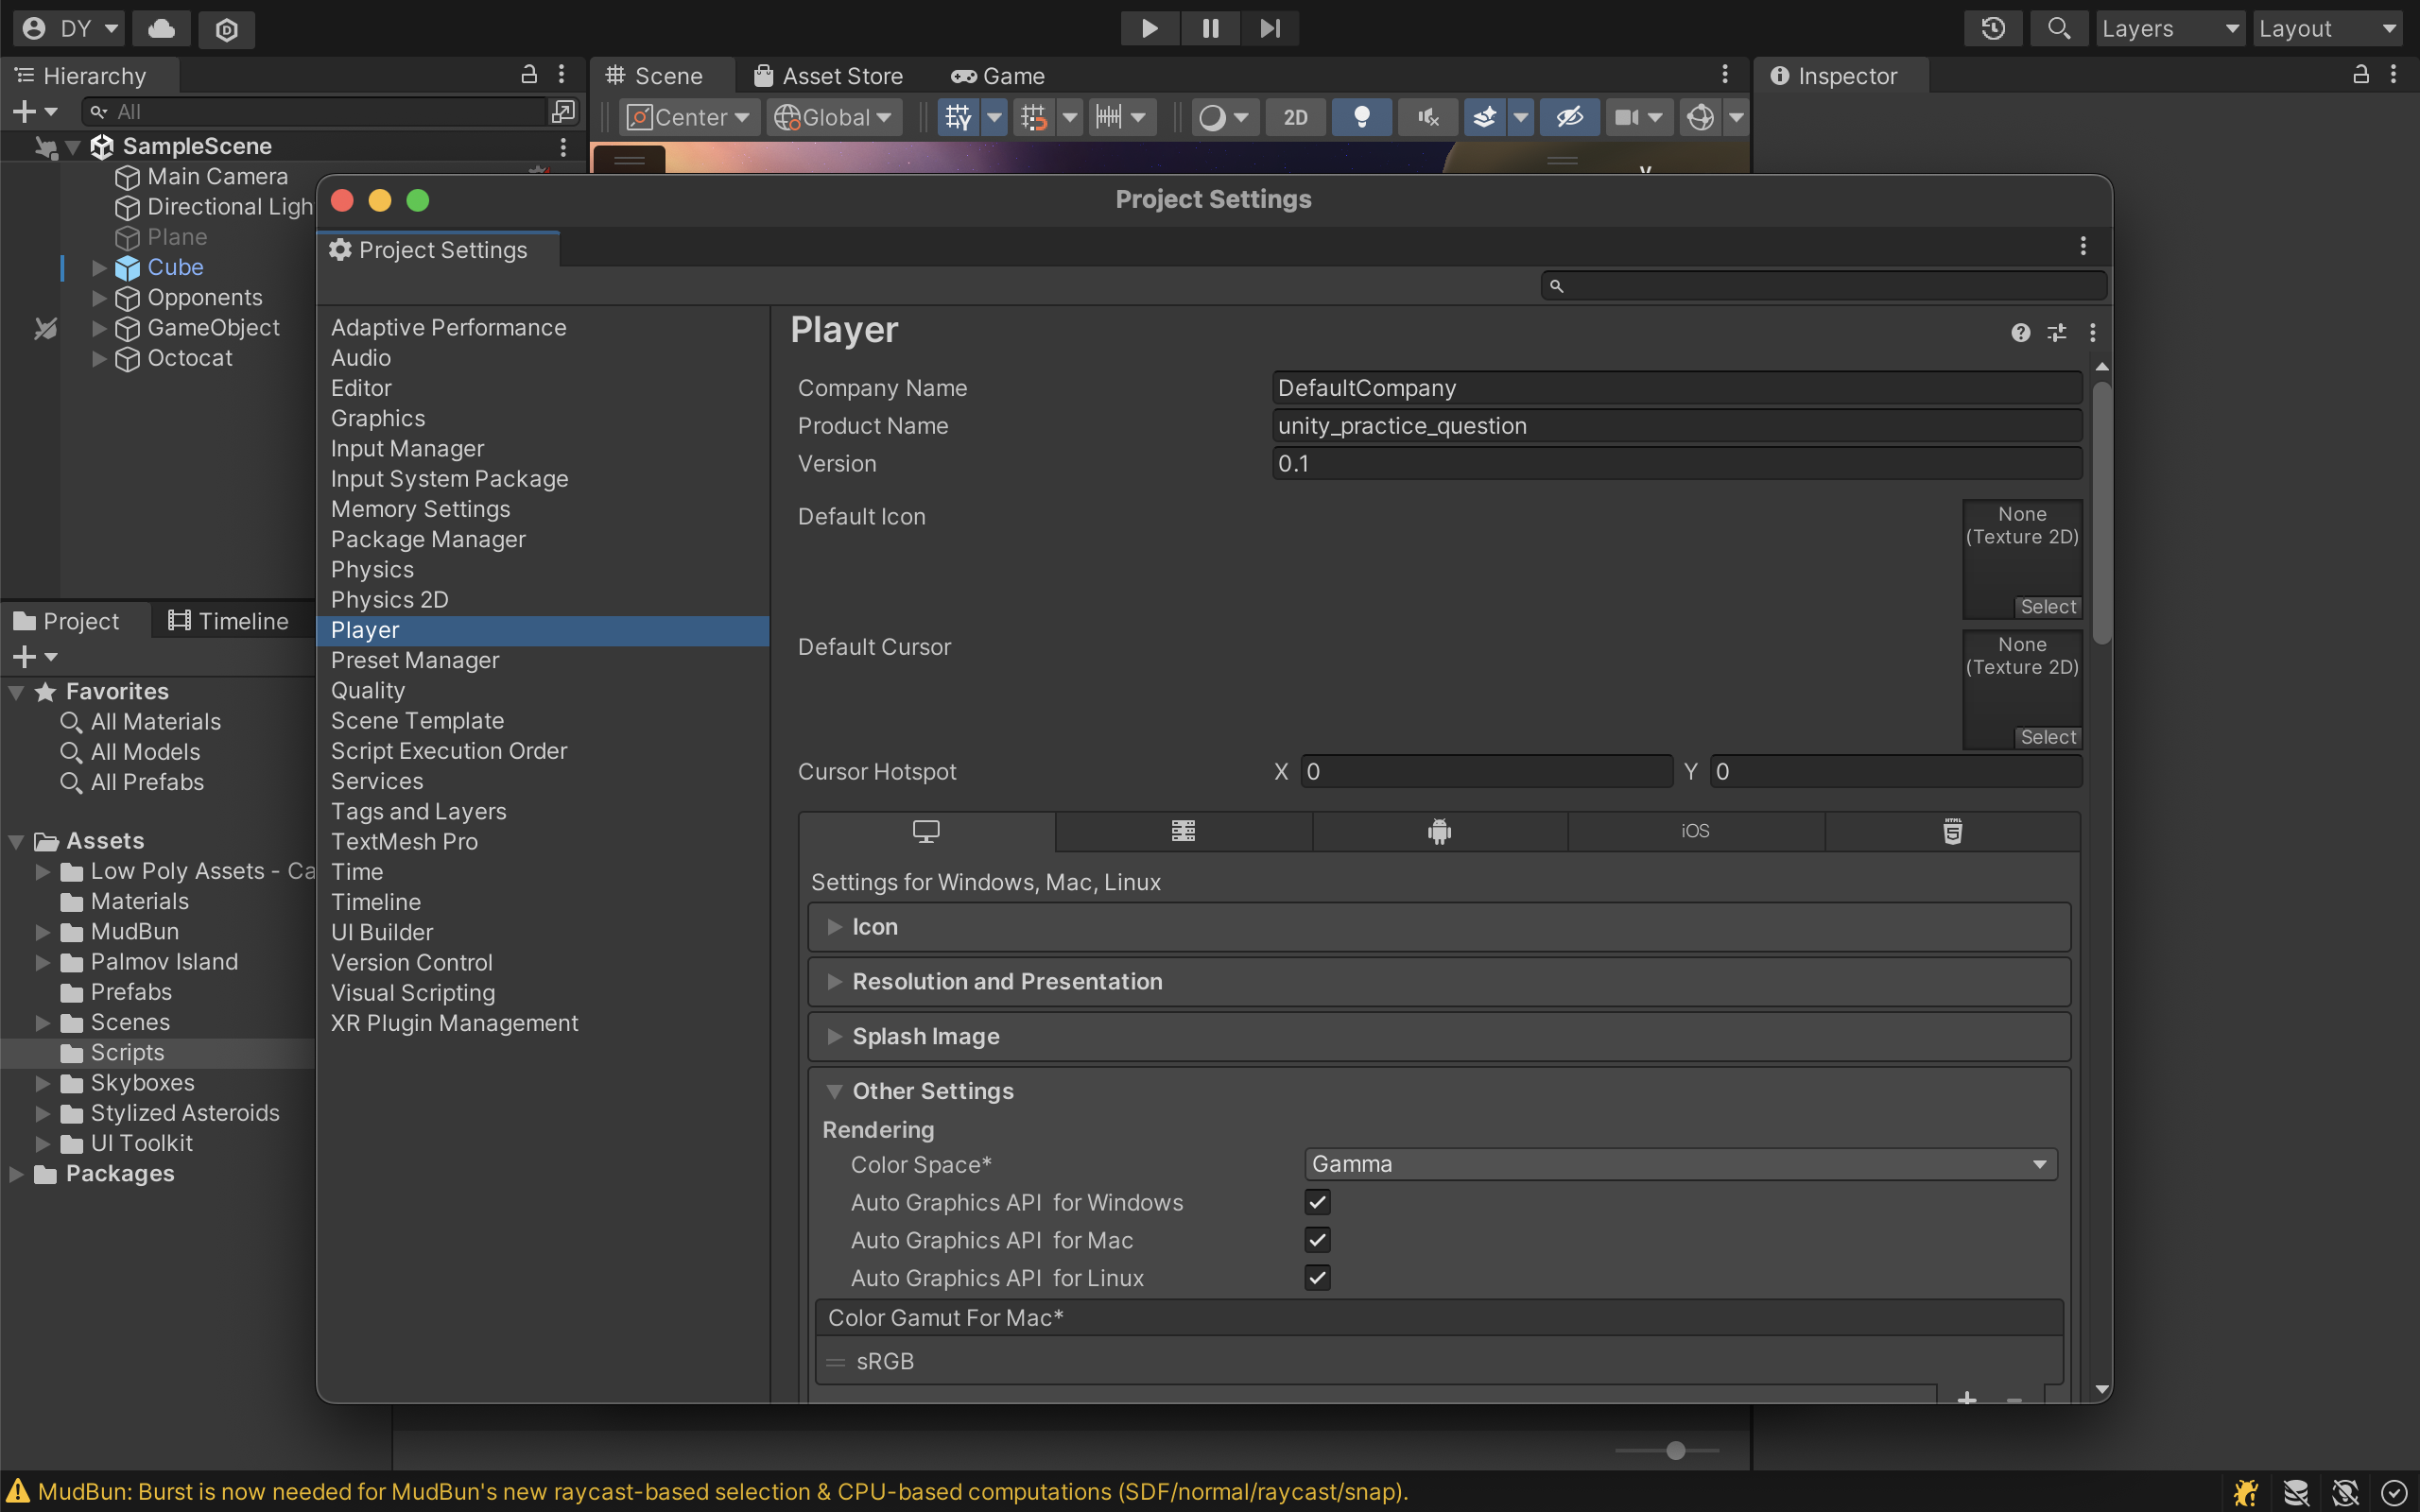 DY
Layers
Layout
Hierarchy
Scene
Asset Store
Game
Inspector
All
Center
Global
2D
SampleScene
Main Camera
Directional Ligh
Plane
Cube
Opponents
GameObject
Octocat
y
Project Settings
Project Settings
Adaptive Performance
Audio
Editor
Graphics
Input Manager
Input System Package
Memory Settings
Package Manager
Physics
Physics 2D
Player
Preset Manager
Quality
Scene Template
Script Execution Order
Services
Tags and Layers
TextMesh Pro
Time
Timeline
UI Builder
Version Control
Visual Scripting
XR Plugin Management
Player
Company Name
DefaultCompany
Product Name
unity_practice_question
Version
0.1
Default Icon
None
(Texture 2D)
Select
Default Cursor
None
(Texture 2D)
Select
Cursor Hotspot
X 0
Y 0
iOS
HTML
5
Settings for Windows, Mac, Linux
Icon
Resolution and Presentation
Splash Image
Other Settings
Rendering
Color Space*
Gamma
Auto Graphics API  for Windows
Auto Graphics API  for Mac
Auto Graphics API  for Linux
Color Gamut For Mac*
sRGB
Project
Timeline
Favorites
All Materials
All Models
All Prefabs
Assets
Low Poly Assets - Ca
Materials
MudBun
Palmov Island
Prefabs
Scenes
Scripts
Skyboxes
Stylized Asteroids
UI Toolkit
Packages
MudBun: Burst is now needed for MudBun's new raycast-based selection & CPU-based computations (SDF/normal/raycast/snap).